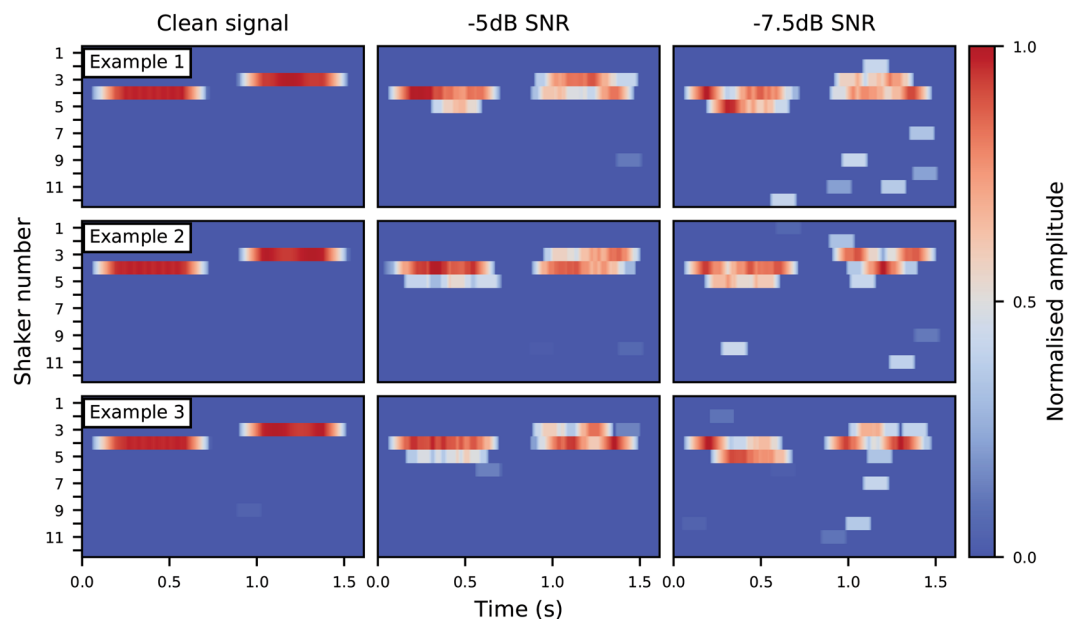 Clean signal
-5dB SNR
-7.5dB SNR
Example 1
1
3
5
7
9
11
Example 2
1
3
5
7
9
11
Example 3
1
3
5
7
9
11
Shaker number
0.0 0.5 1.0 1.5
0.0 0.5 1.0 1.5
0.0 0.5 1.0 1.5
Time (s)
1.0
0.5
0.0
Normalised amplitude